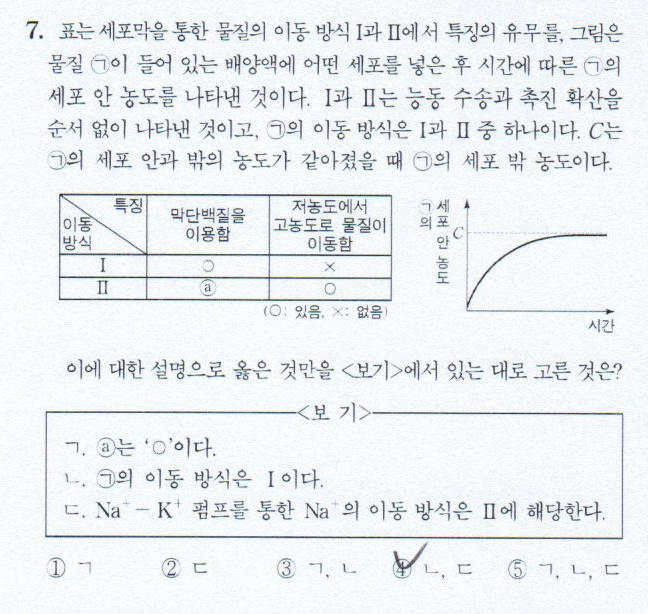 7. 표는 세포막을 통한 물질의 이동 방식 Ⅰ과 Ⅱ에서 특징의 유무를, 그림은
물질 ㉠이 들어 있는 배양액에 어떤 세포를 넣은 후 시간에 따른 ㉠의
세포 안 농도를 나타낸 것이다. Ⅰ과 Ⅱ는 능동 수송과 촉진 확산을
순서 없이 나타낸 것이고, ㉠의 이동 방식은 Ⅰ과 Ⅱ 중 하나이다. C는
㉠의 세포 안과 밖의 농도가 같아졌을 때 ㉠의 세포 밖 농도이다.
특징
이동
방식
막단백질을
이용함
저농도에서
고농도로 물질이
이동함
Ⅰ ○ ×
Ⅱ ⓐ ○
(○: 있음, ×: 없음)
㉠의 세포 안 농도
C
시간
이에 대한 설명으로 옳은 것만을 <보기>에서 있는 대로 고른 것은?
<보 기>
ㄱ. ⓐ는 ‘○’이다.
ㄴ. ㉠의 이동 방식은 Ⅰ이다.
ㄷ. Na⁺－K⁺ 펌프를 통한 Na⁺의 이동 방식은 Ⅱ에 해당한다.
① ㄱ ② ㄷ ③ ㄱ, ㄴ ④ ㄴ, ㄷ ⑤ ㄱ, ㄴ, ㄷ